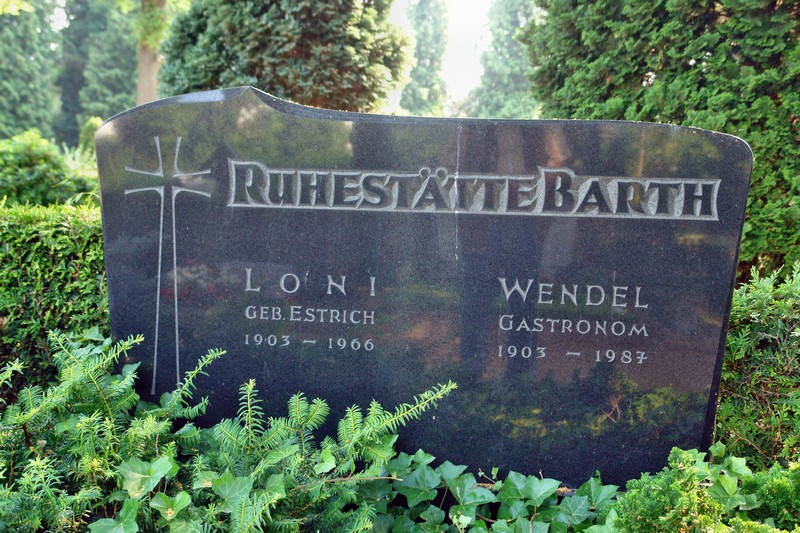 RUHESTÄTTE BARTH
LONI
GEB. ESTRICH
1903 – 1966
WENDEL
GASTRONOM
1903 – 1987